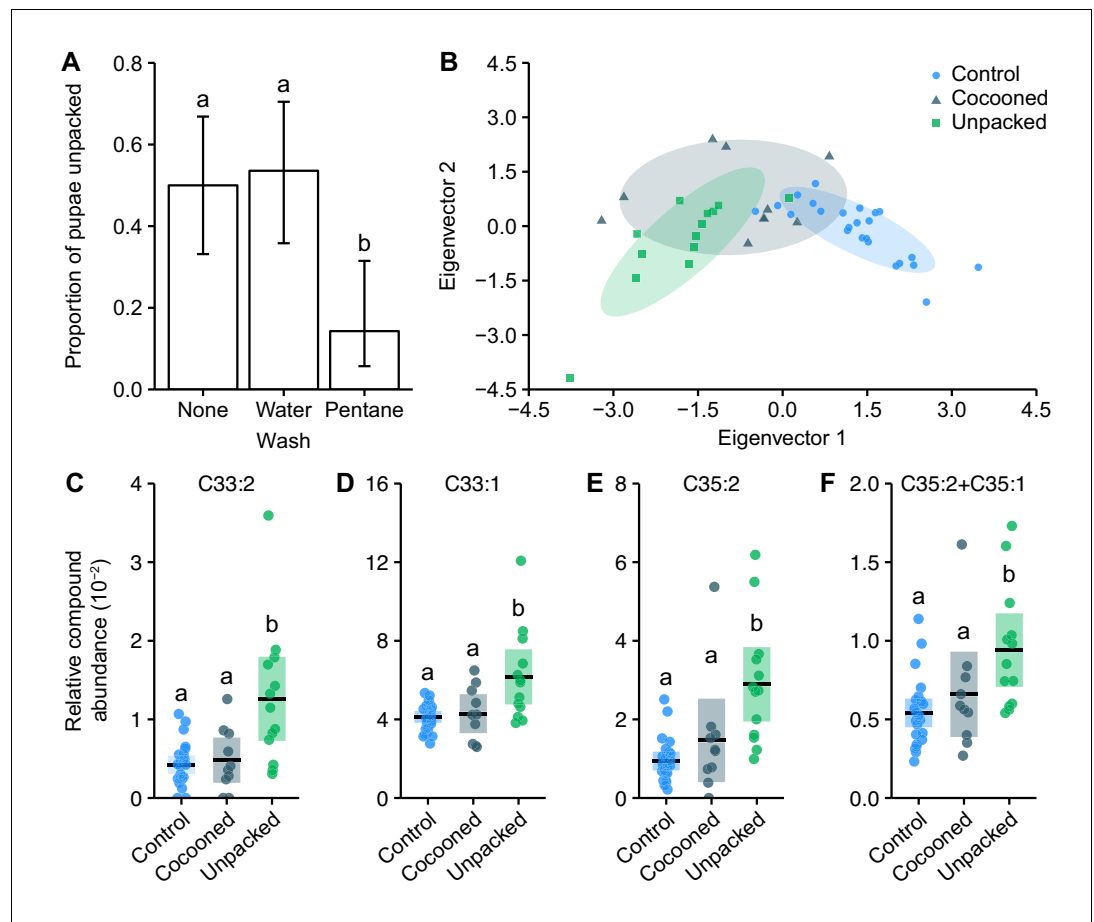 A
Proportion of pupae unpacked
0.8
0.6
0.4
0.2
0.0
a
a
b
None Water Pentane
Wash
B
Eigenvector 2
4.5
3.0
1.5
0.0
−1.5
−3.0
−4.5
Control
Cocooned
Unpacked
−4.5 −3.0 −1.5 0.0 1.5 3.0 4.5
Eigenvector 1
C
C33:2
Relative compound
abundance (10⁻²)
4
3
2
1
0
a
a
b
Control Cocooned Unpacked
D
C33:1
16
12
8
4
0
a
a
b
Control Cocooned Unpacked
E
C35:2
8
6
4
2
0
a
a
b
Control Cocooned Unpacked
F
C35:2+C35:1
2.0
1.5
1.0
0.5
0.0
a
a
b
Control Cocooned Unpacked